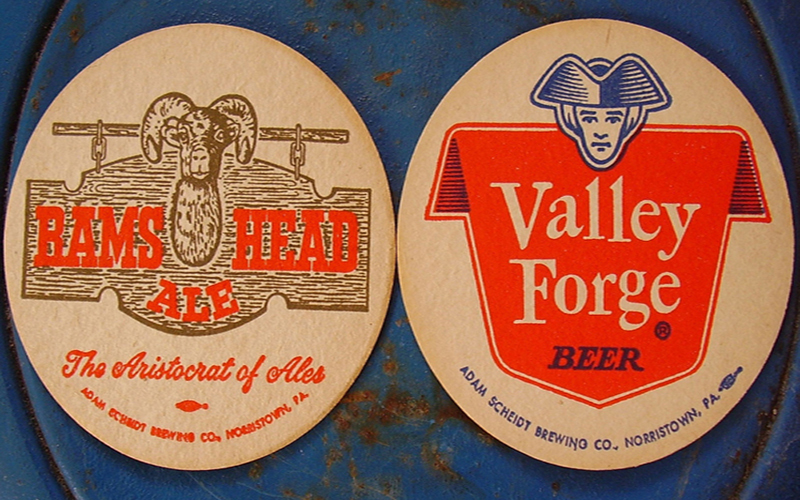 RAMS HEAD
ALE
The Aristocrat of Ales
ADAM SCHEIDT BREWING CO., NORRISTOWN, PA.
Valley
Forge
®
BEER
ADAM SCHEIDT BREWING CO., NORRISTOWN, PA.